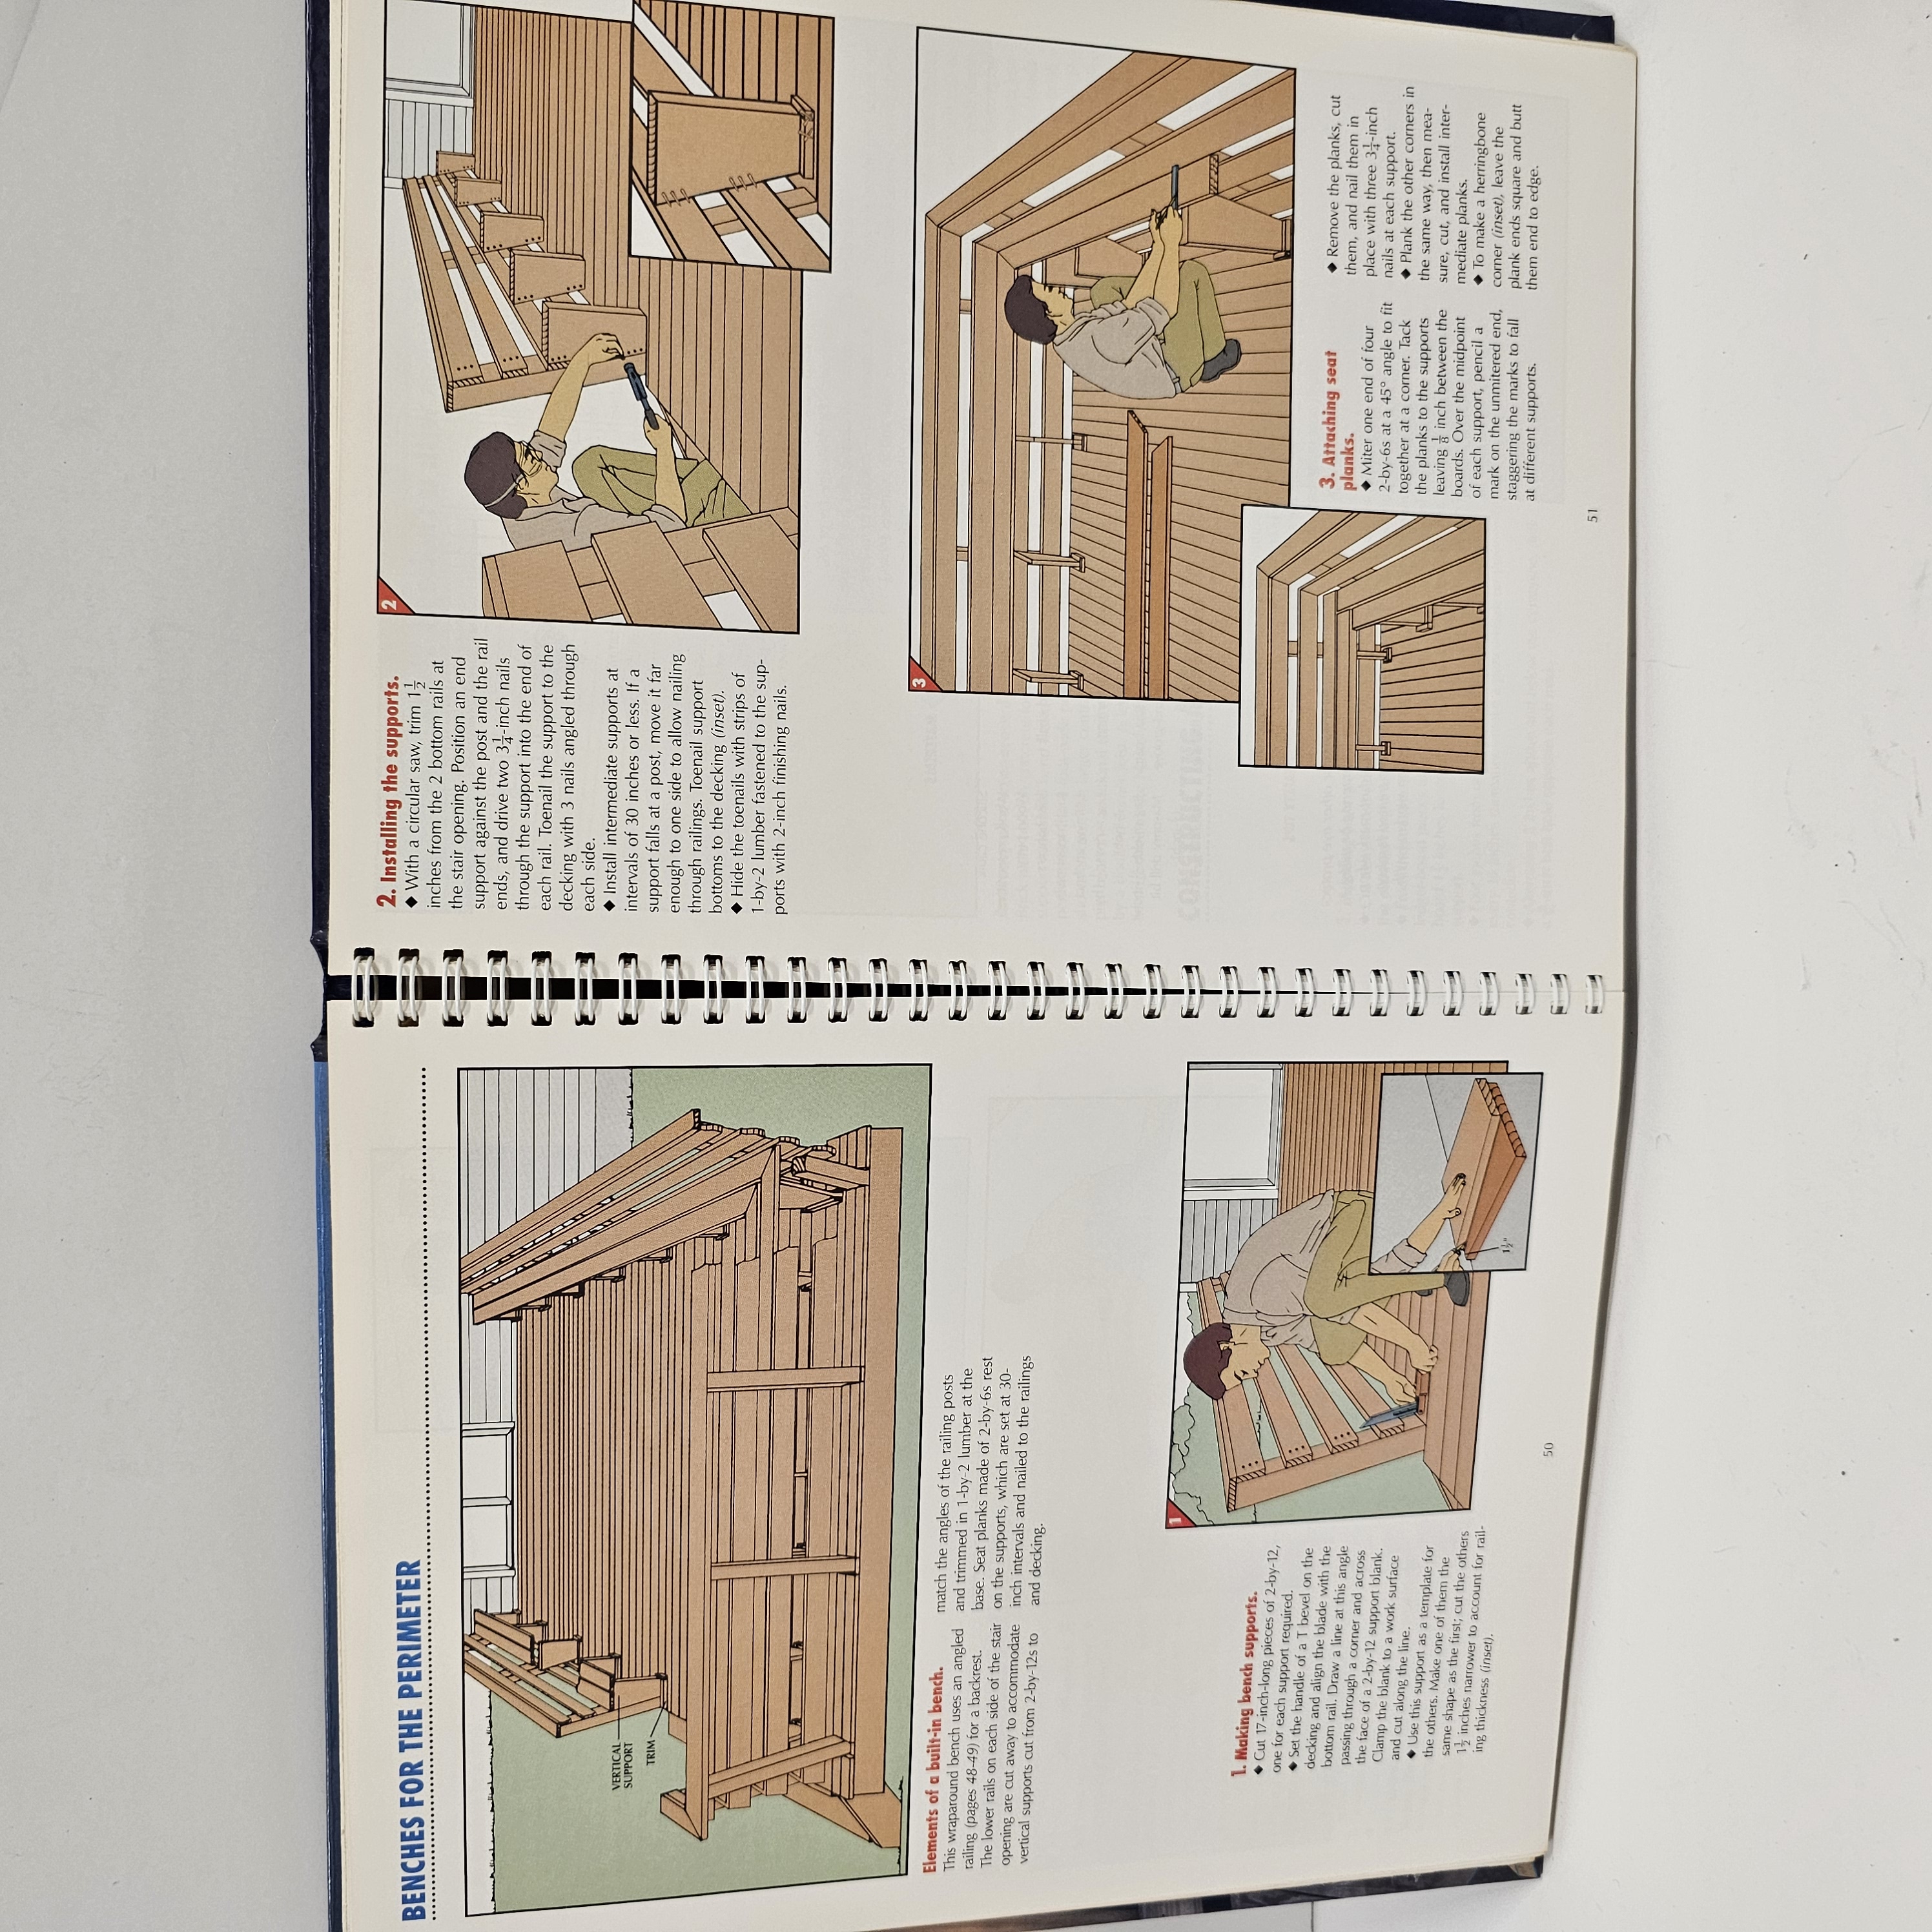 BENCHES FOR THE PERIMETER
VERTICAL
SUPPORT
TRIM
Elements of a built-in bench.
This wraparound bench uses an angled
railing (pages 48-49) for a backrest.
The lower rails on each side of the stair
opening are cut away to accommodate
vertical supports cut from 2-by-12s to
match the angles of the railing posts
and trimmed in 1-by-2 lumber at the
base. Seat planks made of 2-by-6s rest
on the supports, which are set at 30-
inch intervals and nailed to the railings
and decking.
1
1. Making bench supports.
◆ Cut 17-inch-long pieces of 2-by-12,
one for each support required.
◆ Set the handle of a T bevel on the
decking and align the blade with the
bottom rail. Draw a line at this angle
passing through a corner and across
the face of a 2-by-12 support blank.
Clamp the blank to a work surface
and cut along the line.
◆ Use this support as a template for
the others. Make one of them the
same shape as the first; cut the others
1½ inches narrower to account for rail-
ing thickness (inset).
1½"
50
2. Installing the supports.
◆ With a circular saw, trim 1½
inches from the 2 bottom rails at
the stair opening. Position an end
support against the post and the rail
ends, and drive two 3¼-inch nails
through the support into the end of
each rail. Toenail the support to the
decking with 3 nails angled through
each side.
◆ Install intermediate supports at
intervals of 30 inches or less. If a
support falls at a post, move it far
enough to one side to allow nailing
through railings. Toenail support
bottoms to the decking (inset).
◆ Hide the toenails with strips of
1-by-2 lumber fastened to the sup-
ports with 2-inch finishing nails.
2
3
3. Attaching seat
planks.
◆ Miter one end of four
2-by-6s at a 45° angle to fit
together at a corner. Tack
the planks to the supports
leaving ⅛ inch between the
boards. Over the midpoint
of each support, pencil a
mark on the unmitered end,
staggering the marks to fall
at different supports.
◆ Remove the planks, cut
them, and nail them in
place with three 3¼-inch
nails at each support.
◆ Plank the other corners in
the same way, then mea-
sure, cut, and install inter-
mediate planks.
◆ To make a herringbone
corner (inset), leave the
plank ends square and butt
them end to edge.
51